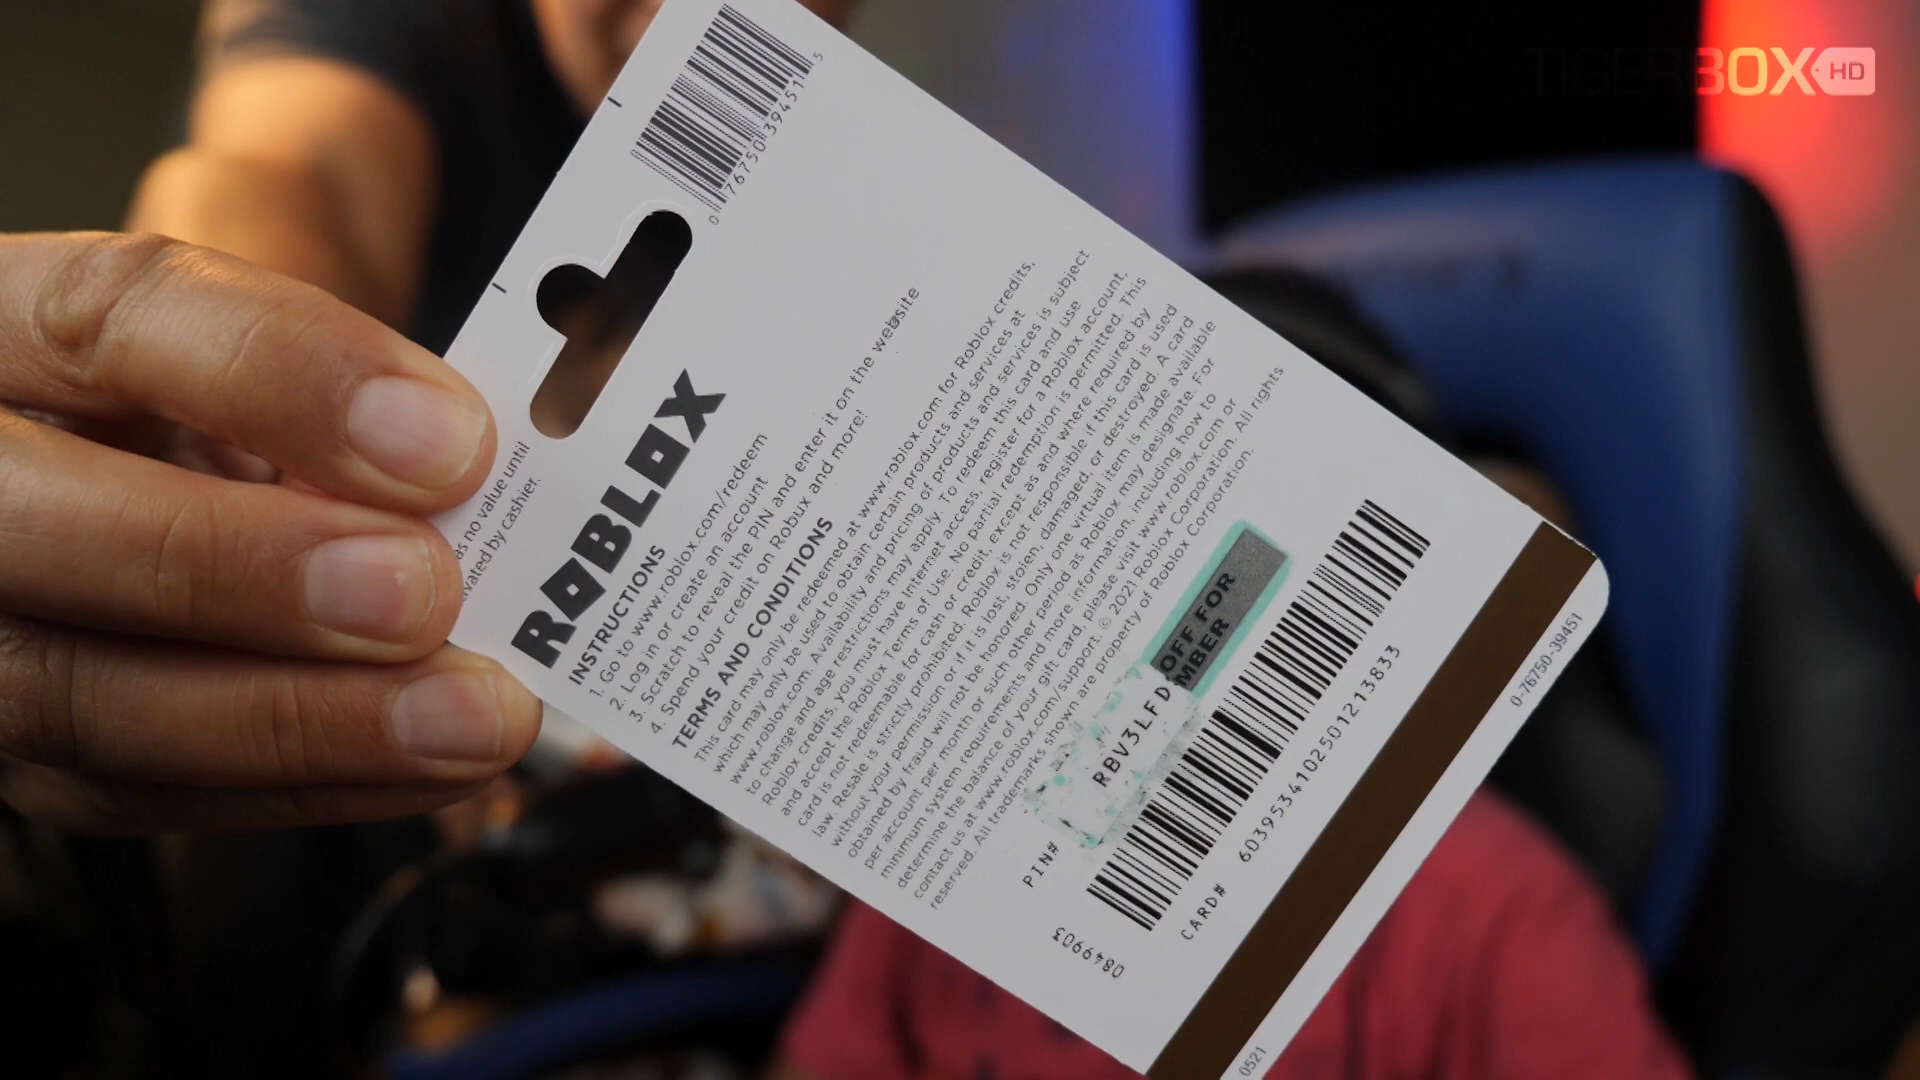 TIGERBOX HD
0 76750 39451 5
as no value until
ivated by cashier.
ROBLOX
INSTRUCTIONS
1. Go to www.roblox.com/redeem
2. Log in or create an account
3. Scratch to reveal the PIN and enter it on the website
4. Spend your credit on Robux and more!
TERMS AND CONDITIONS
This card may only be redeemed at www.roblox.com for Roblox credits,
which may only be used to obtain certain products and services at
www.roblox.com. Availability and pricing of products and services is subject
to change and age restrictions may apply. To redeem this card and use
Roblox credits, you must have Internet access, register for a Roblox account,
and accept the Roblox Terms of Use. No partial redemption is permitted. This
card is not redeemable for cash or credit, except as and where required by
law. Resale is strictly prohibited. Roblox is not responsible if this card is used
without your permission or if it is lost, stolen, damaged, or destroyed. A card
obtained by fraud will not be honored. Only one virtual item is made available
per account per month or such other period as Roblox may designate. For
minimum system requirements and more information, including how to
determine the balance of your gift card, please visit www.roblox.com or
contact us at www.roblox.com/support. © 2021 Roblox Corporation. All rights
reserved. All trademarks shown are property of Roblox Corporation.
OFF FOR
MBER
PIN# RBV3LFD
0849903
CARD# 6039534102501213833
0521
0-76750-39451